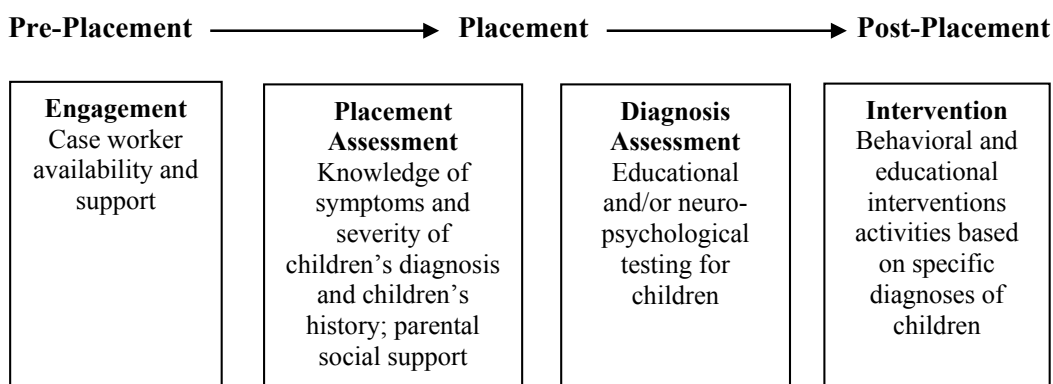 Pre-Placement Placement Post-Placement
Engagement
Case worker
availability and
support
Placement
Assessment
Knowledge of
symptoms and
severity of
children’s diagnosis
and children’s
history; parental
social support
Diagnosis
Assessment
Educational
and/or neuro-
psychological
testing for
children
Intervention
Behavioral and
educational
interventions
activities based
on specific
diagnoses of
children